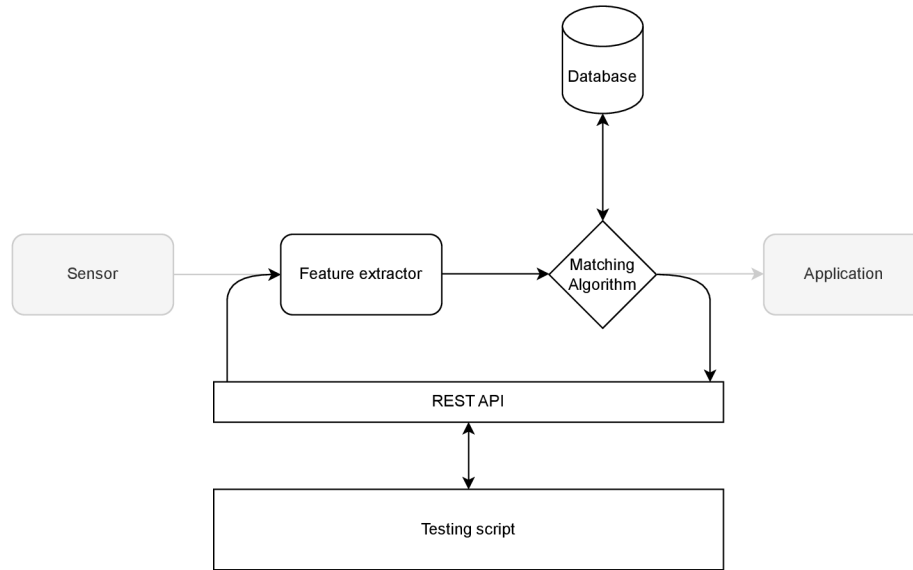 Database
Sensor
Feature extractor
Matching
Algorithm
Application
REST API
Testing script